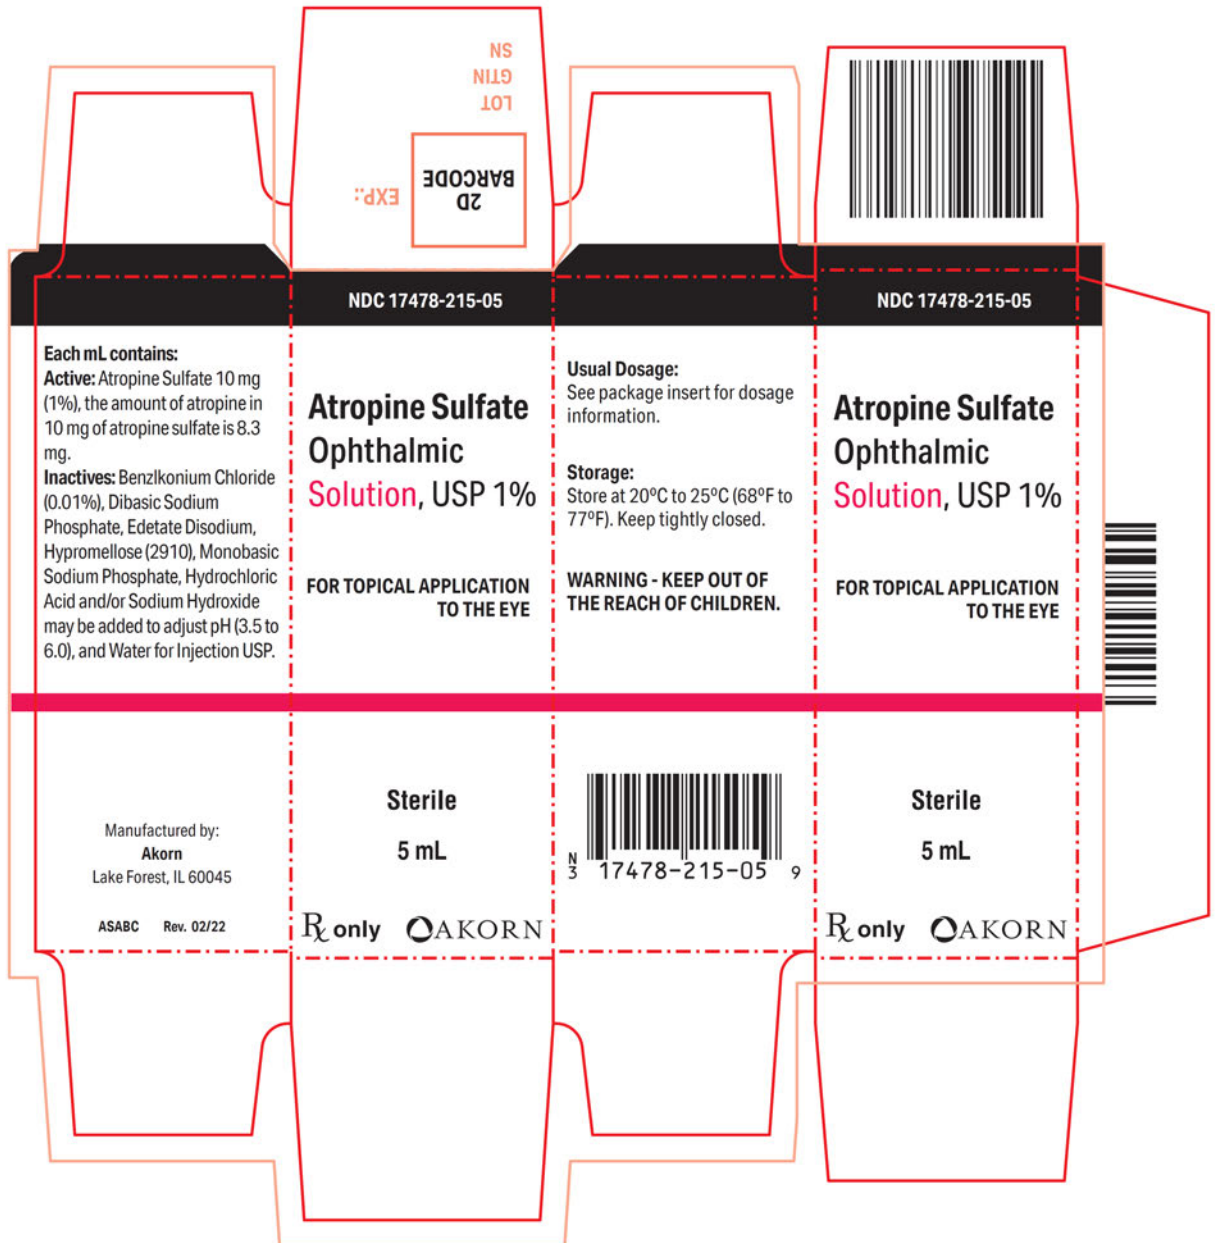 SN
GTIN
LOT
2D
BARCODE
EXP.:
NDC 17478-215-05
NDC 17478-215-05
Each mL contains:
Active: Atropine Sulfate 10 mg
(1%), the amount of atropine in
10 mg of atropine sulfate is 8.3
mg.
Inactives: Benzlkonium Chloride
(0.01%), Dibasic Sodium
Phosphate, Edetate Disodium,
Hypromellose (2910), Monobasic
Sodium Phosphate, Hydrochloric
Acid and/or Sodium Hydroxide
may be added to adjust pH (3.5 to
6.0), and Water for Injection USP.
Manufactured by:
Akorn
Lake Forest, IL 60045
ASABC Rev. 02/22
Atropine Sulfate
Ophthalmic
Solution, USP 1%
FOR TOPICAL APPLICATION
TO THE EYE
Sterile
5 mL
Rx only AKORN
Usual Dosage:
See package insert for dosage
information.
Storage:
Store at 20ºC to 25ºC (68ºF to
77ºF). Keep tightly closed.
WARNING - KEEP OUT OF
THE REACH OF CHILDREN.
N
3 17478-215-05 9
Atropine Sulfate
Ophthalmic
Solution, USP 1%
FOR TOPICAL APPLICATION
TO THE EYE
Sterile
5 mL
Rx only AKORN